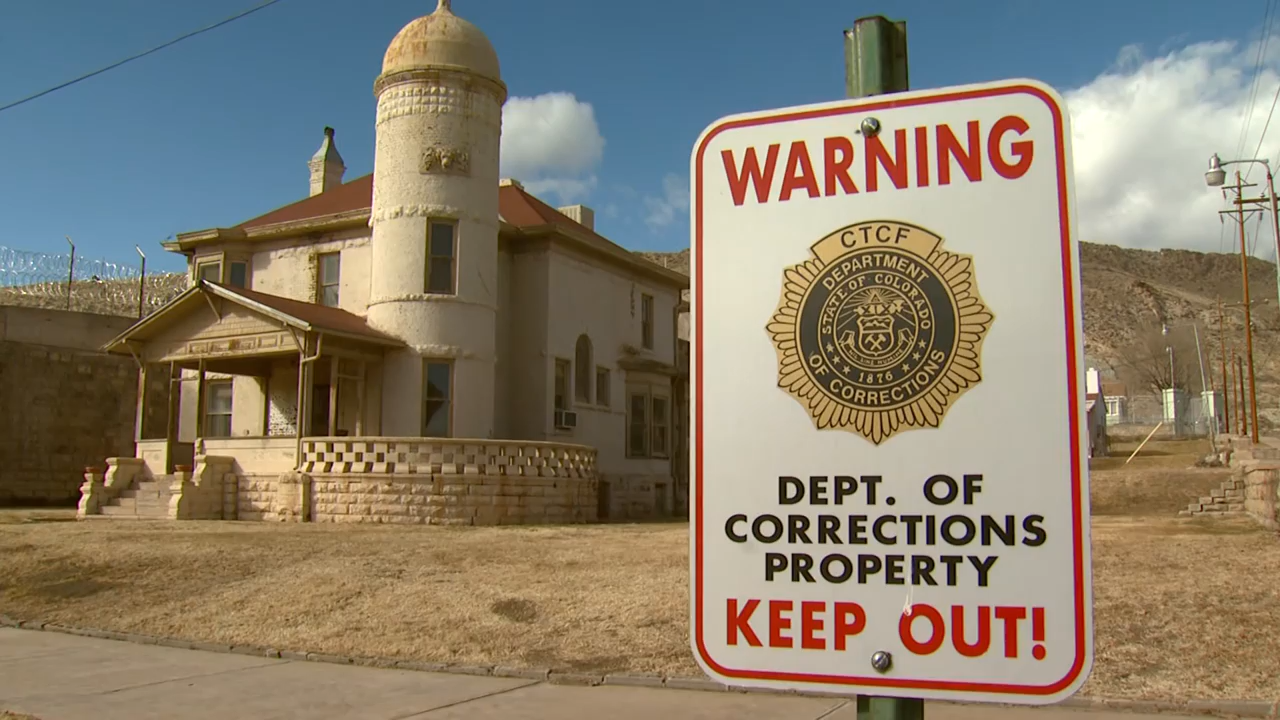 WARNING
CTCF
DEPARTMENT
STATE OF COLORADO
1876
OF CORRECTIONS
DEPT. OF
CORRECTIONS
PROPERTY
KEEP OUT!